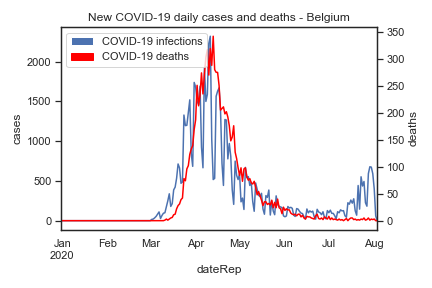 New COVID-19 daily cases and deaths - Belgium
COVID-19 infections
COVID-19 deaths
cases
2000
1500
1000
500
0
deaths
350
300
250
200
150
100
50
0
Jan Feb Mar Apr May Jun Jul Aug
2020
dateRep